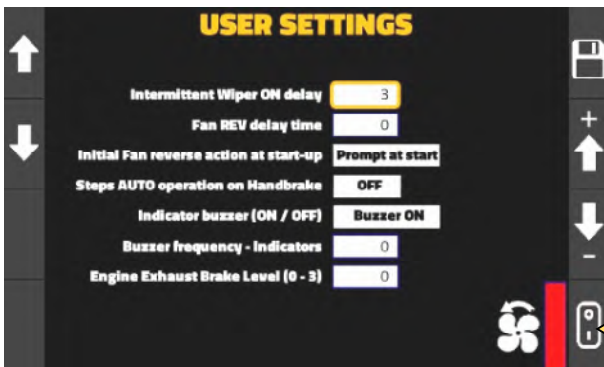 USER SETTINGS
Intermittent Wiper ON delay 3
Fan REV delay time 0
Initial Fan reverse action at start-up Prompt at start
Steps AUTO operation on Handbrake OFF
Indicator buzzer (ON / OFF) Buzzer ON
Buzzer frequency - Indicators 0
Engine Exhaust Brake Level (0 - 3) 0
+
-